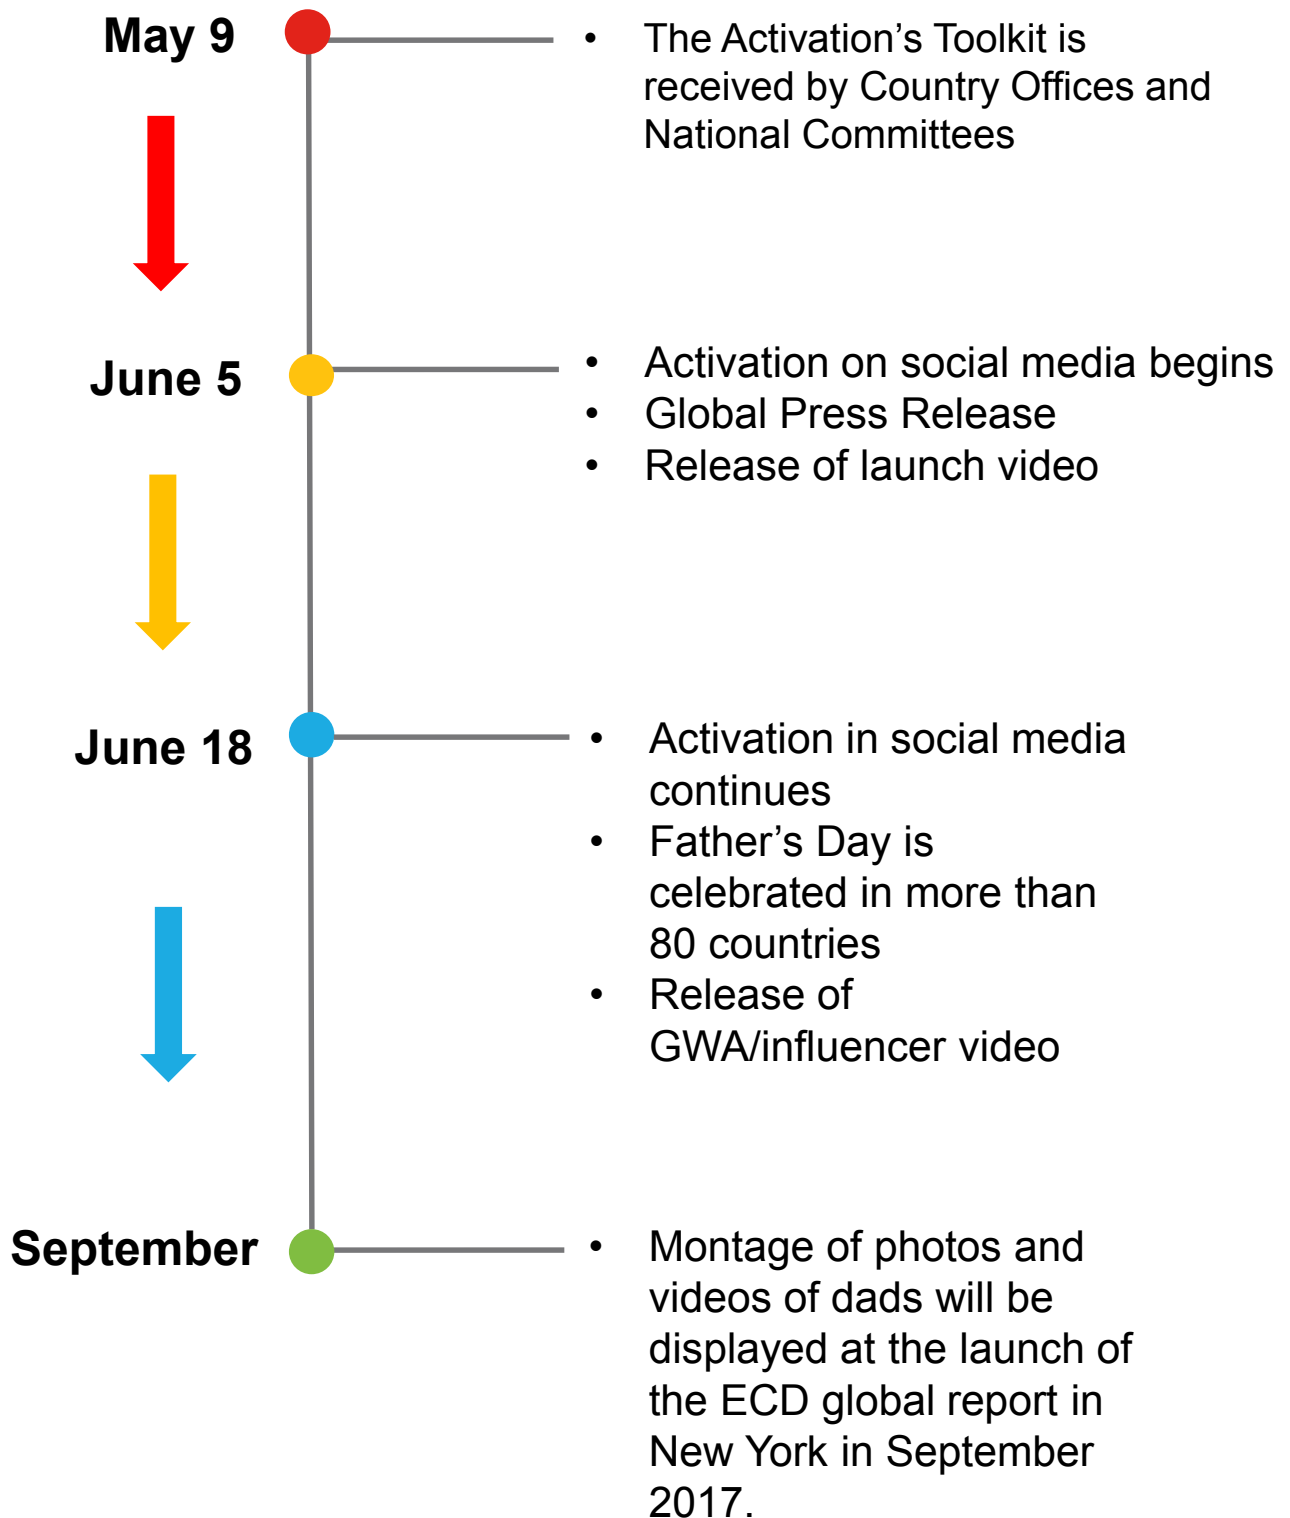 May 9
• The Activation’s Toolkit is
received by Country Offices and
National Committees
June 5
• Activation on social media begins
• Global Press Release
• Release of launch video
June 18
• Activation in social media
continues
• Father’s Day is
celebrated in more than
80 countries
• Release of
GWA/influencer video
September
• Montage of photos and
videos of dads will be
displayed at the launch of
the ECD global report in
New York in September
2017.